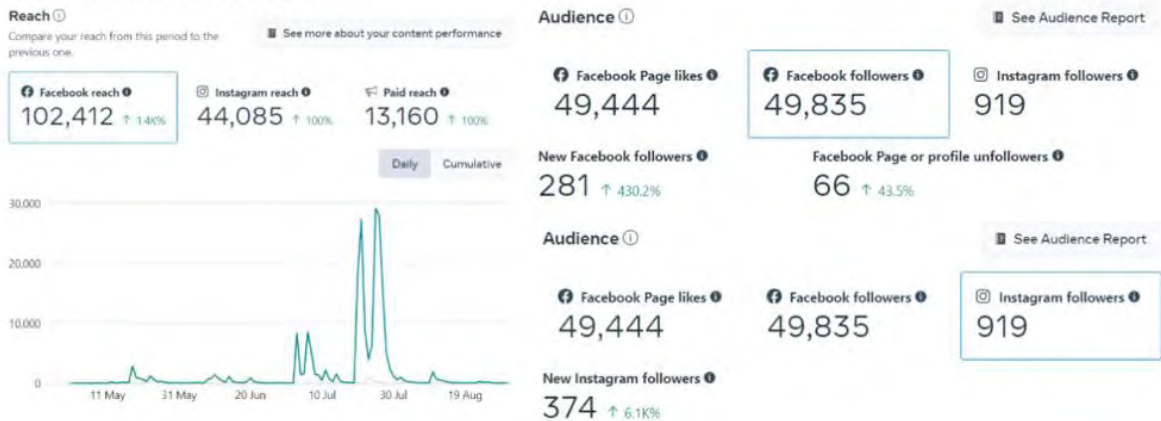 Reach
See more about your content performance
Compare your reach from this period to the
previous one.
Facebook reach
102,412 ↑ 1.4K%
Instagram reach
44,085 ↑ 100%
Paid reach
13,160 ↑ 100%
Daily Cumulative
30,000
20,000
10,000
0
11 May 31 May 20 Jun 10 Jul 30 Jul 19 Aug
Audience
See Audience Report
Facebook Page likes
49,444
Facebook followers
49,835
Instagram followers
919
New Facebook followers
281 ↑ 430.2%
Facebook Page or profile unfollowers
66 ↑ 43.5%
Audience
See Audience Report
Facebook Page likes
49,444
Facebook followers
49,835
Instagram followers
919
New Instagram followers
374 ↑ 6.1K%